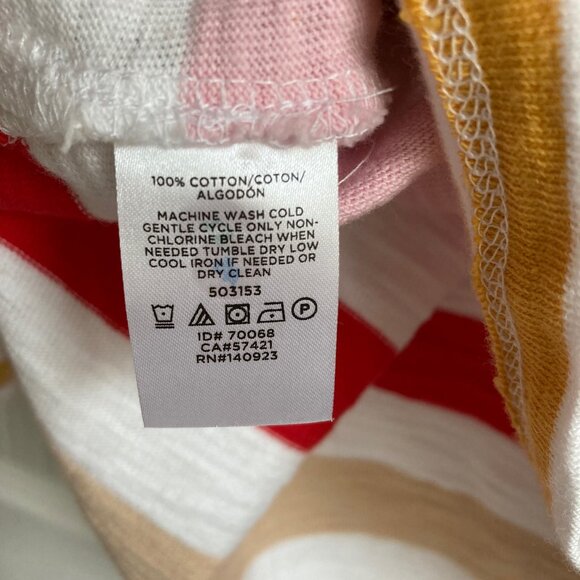 100% COTTON/COTON/
ALGODÓN
MACHINE WASH COLD
GENTLE CYCLE ONLY NON-
CHLORINE BLEACH WHEN
NEEDED TUMBLE DRY LOW
COOL IRON IF NEEDED OR
DRY CLEAN
503153
P
ID# 70068
CA#57421
RN#140923